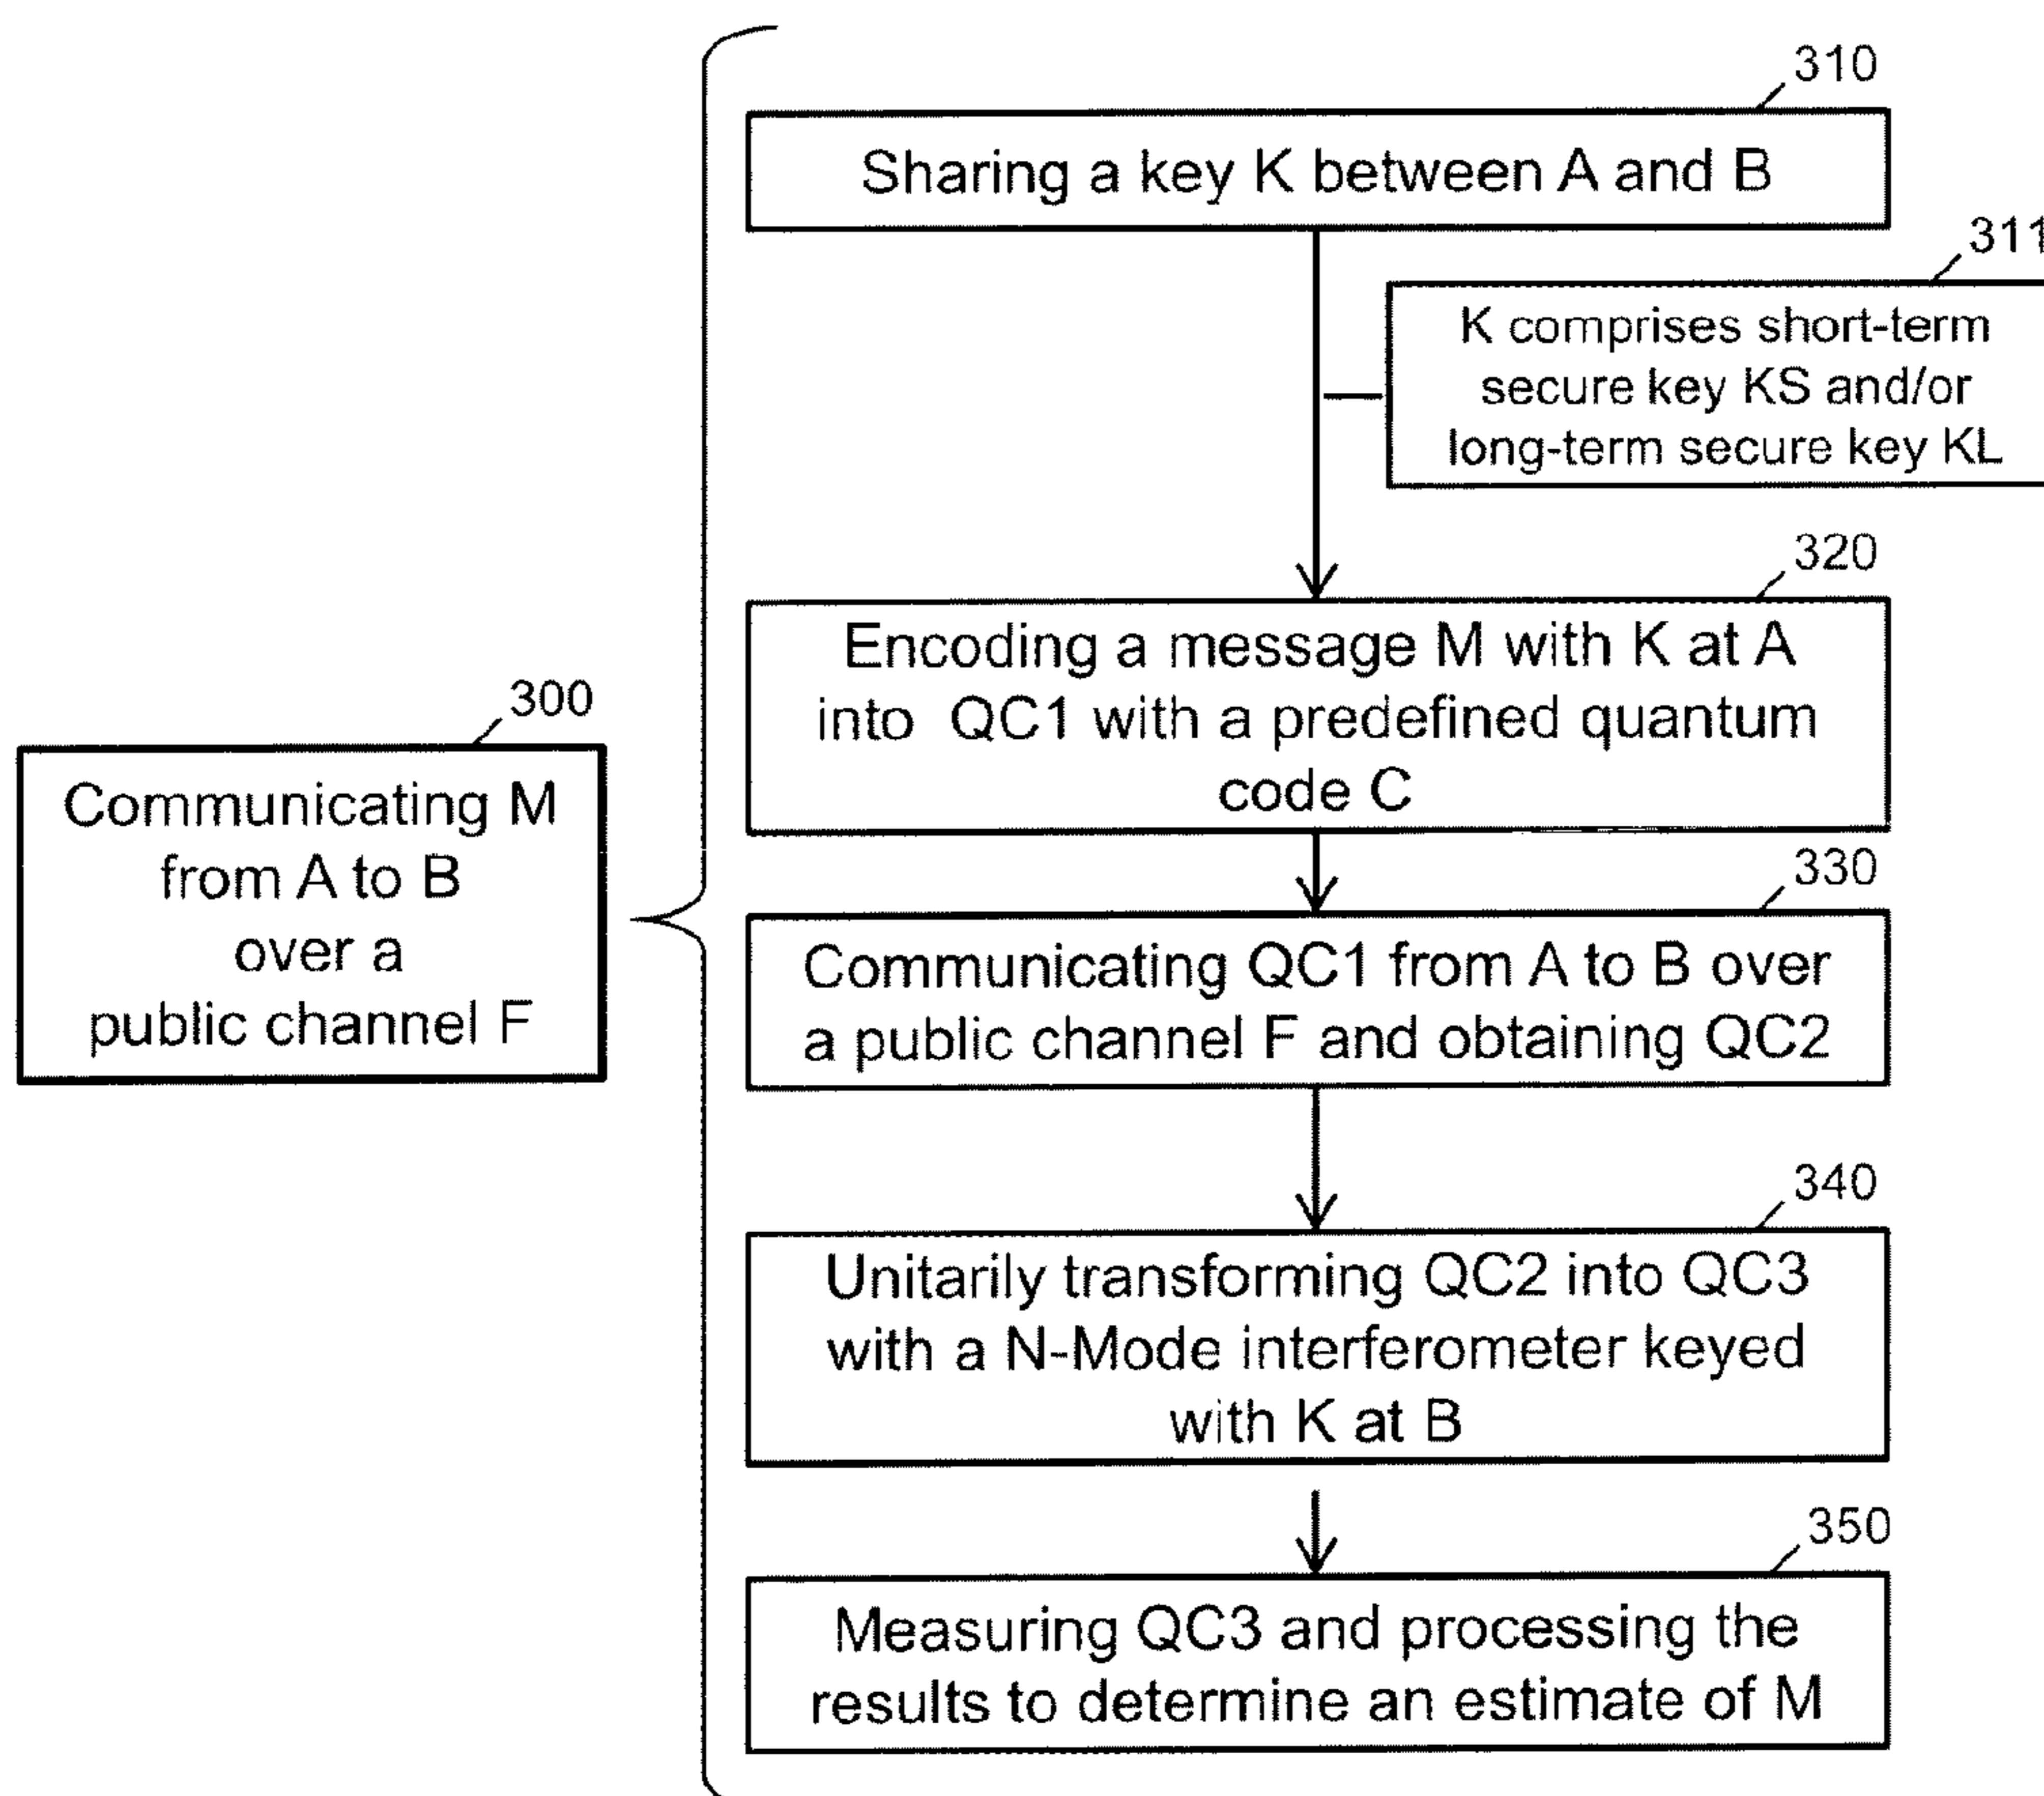 310
Sharing a key K between A and B
311
K comprises short-term
secure key KS and/or
long-term secure key KL
320
Encoding a message M with K at A
into QC1 with a predefined quantum
code C
300
Communicating M
from A to B
over a
public channel F
330
Communicating QC1 from A to B over
a public channel F and obtaining QC2
340
Unitarily transforming QC2 into QC3
with a N-Mode interferometer keyed
with K at B
350
Measuring QC3 and processing the
results to determine an estimate of M